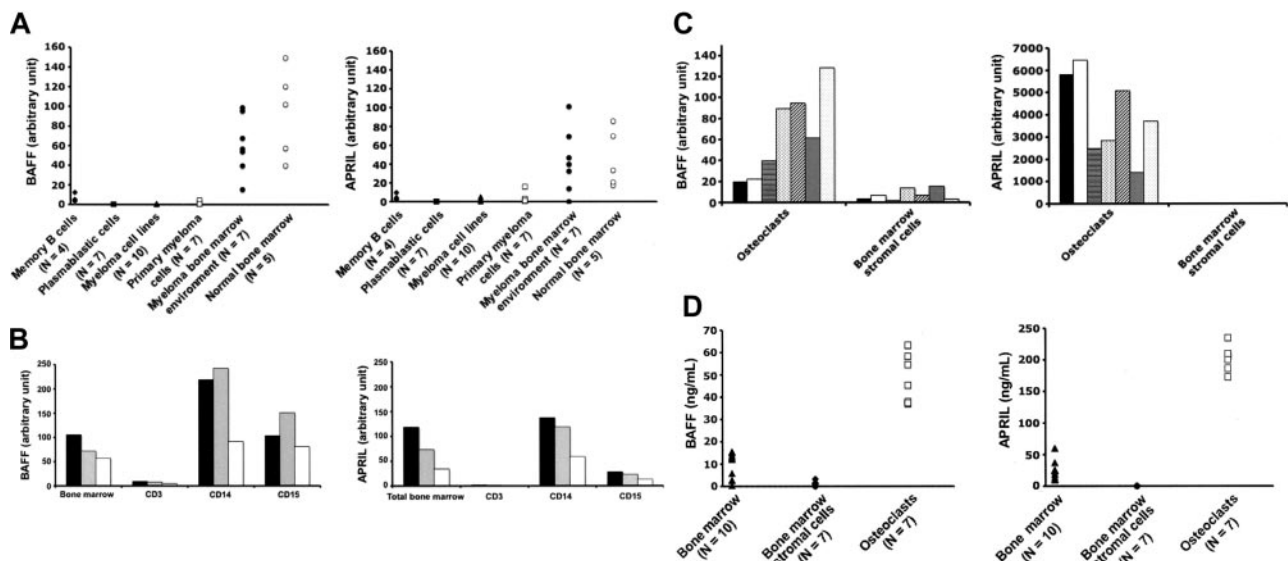 A
160
140
120
100
80
60
40
20
0
BAFF (arbitrary unit)
Memory B cells
(N = 4)
Plasmablastic cells
(N = 7)
Myeloma cell lines
(N = 10)
Primary myeloma
cells (N = 7)
Myeloma bone marrow
environment (N = 7)
Normal bone marrow
(N = 5)
160
140
120
100
80
60
40
20
0
APRIL (arbitrary unit)
Memory B cells
(N = 4)
Plasmablastic cells
(N = 7)
Myeloma cell lines
(N = 10)
Primary myeloma
cells (N = 7)
Myeloma bone marrow
environment (N = 7)
Normal bone marrow
(N = 5)
B
250
200
150
100
50
0
BAFF (arbitrary unit)
Bone marrow
CD3
CD14
CD15
250
200
150
100
50
0
APRIL (arbitrary unit)
Total bone marrow
CD3
CD14
CD15
C
140
120
100
80
60
40
20
0
BAFF (arbitrary unit)
Osteoclasts
Bone marrow
stromal cells
7000
6000
5000
4000
3000
2000
1000
0
APRIL (arbitrary unit)
Osteoclasts
Bone marrow
stromal cells
D
70
60
50
40
30
20
10
0
BAFF (ng/mL)
Bone marrow
(N = 10)
Bone marrow
stromal cells
(N = 7)
Osteoclasts
(N = 7)
250
200
150
100
50
0
APRIL (ng/mL)
Bone marrow
(N = 10)
Bone marrow
stromal cells
(N = 7)
Osteoclasts
(N = 7)